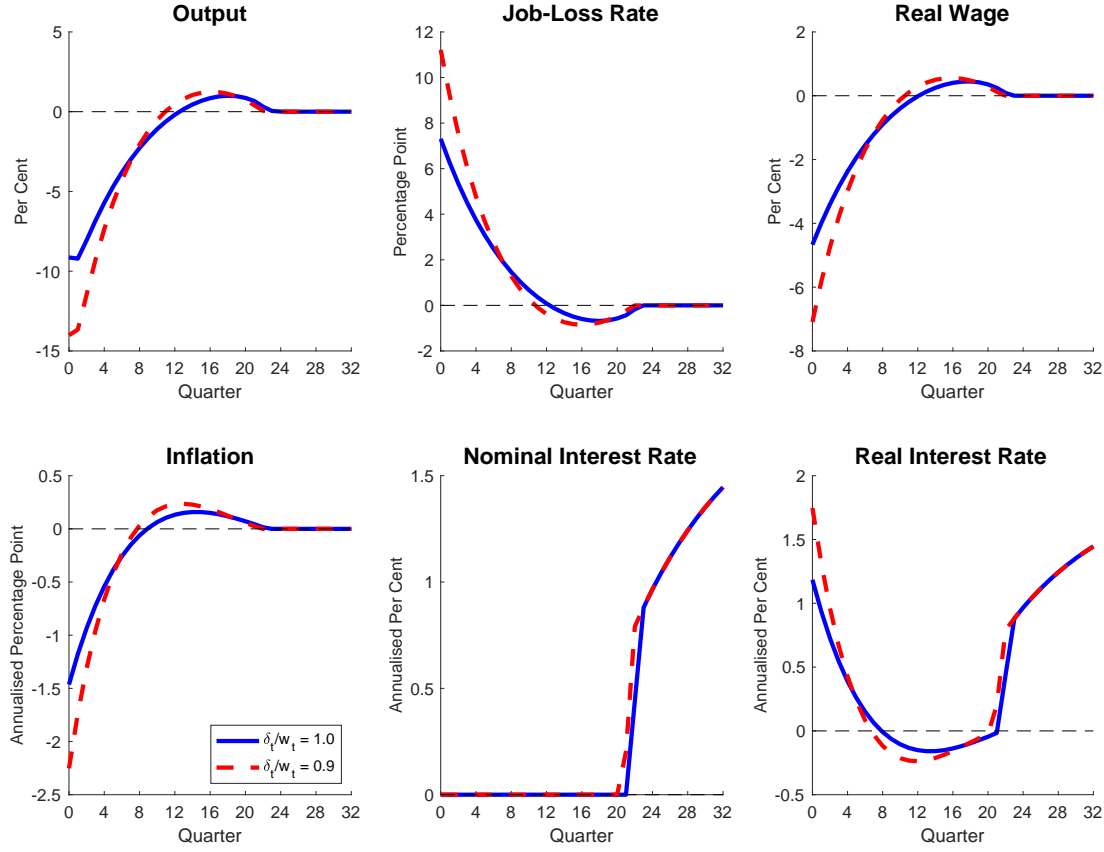 Output
Per Cent
5
0
-5
-10
-15
0 4 8 12 16 20 24 28 32
Quarter
Job-Loss Rate
Percentage Point
12
10
8
6
4
2
0
-2
0 4 8 12 16 20 24 28 32
Quarter
Real Wage
Per Cent
2
0
-2
-4
-6
-8
0 4 8 12 16 20 24 28 32
Quarter
Inflation
Annualised Percentage Point
0.5
0
-0.5
-1
-1.5
-2
-2.5
δt/wt = 1.0
δt/wt = 0.9
0 4 8 12 16 20 24 28 32
Quarter
Nominal Interest Rate
Annualised Per Cent
1.5
1
0.5
0
0 4 8 12 16 20 24 28 32
Quarter
Real Interest Rate
Annualised Per Cent
2
1.5
1
0.5
0
-0.5
0 4 8 12 16 20 24 28 32
Quarter